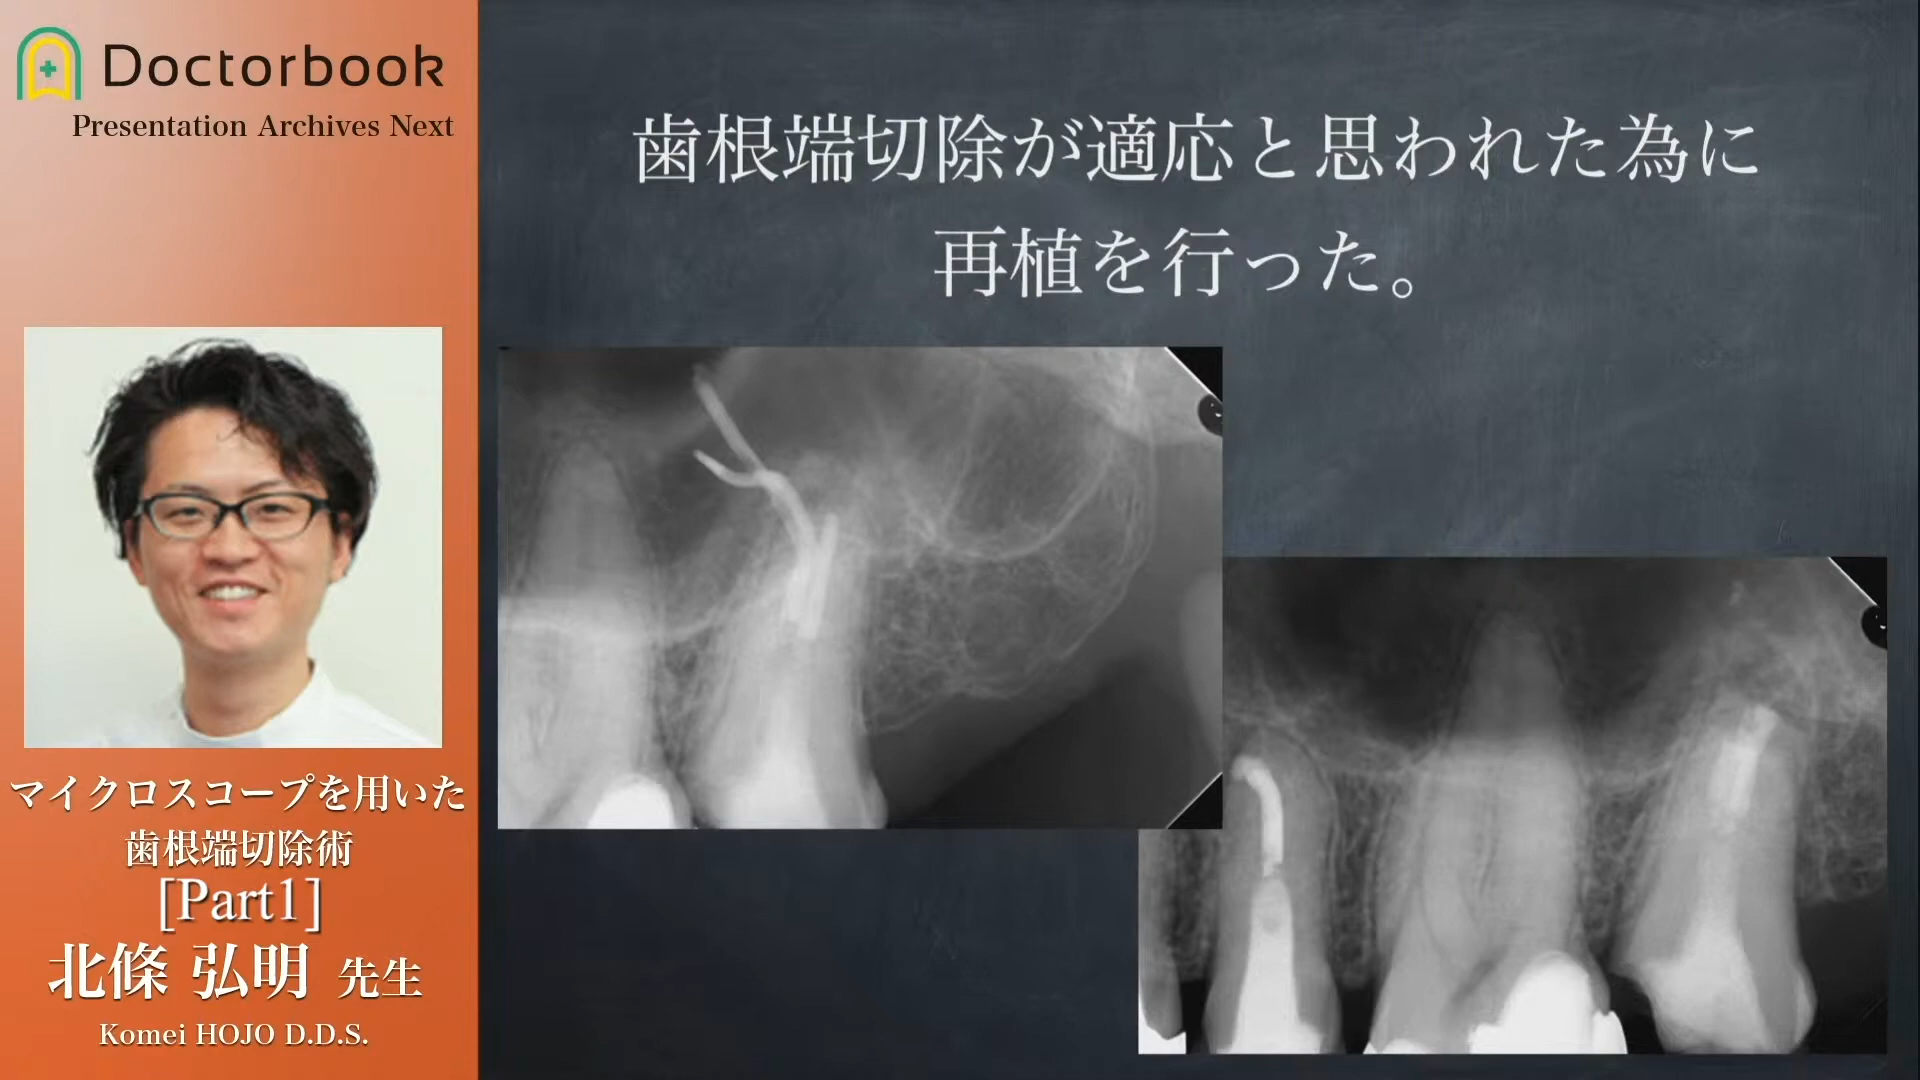 Doctorbook
Presentation Archives Next
歯根端切除が適応と思われた為に
再植を行った。
マイクロスコープを用いた
歯根端切除術
[Part1]
北條 弘明 先生
Komei HOJO D.D.S.